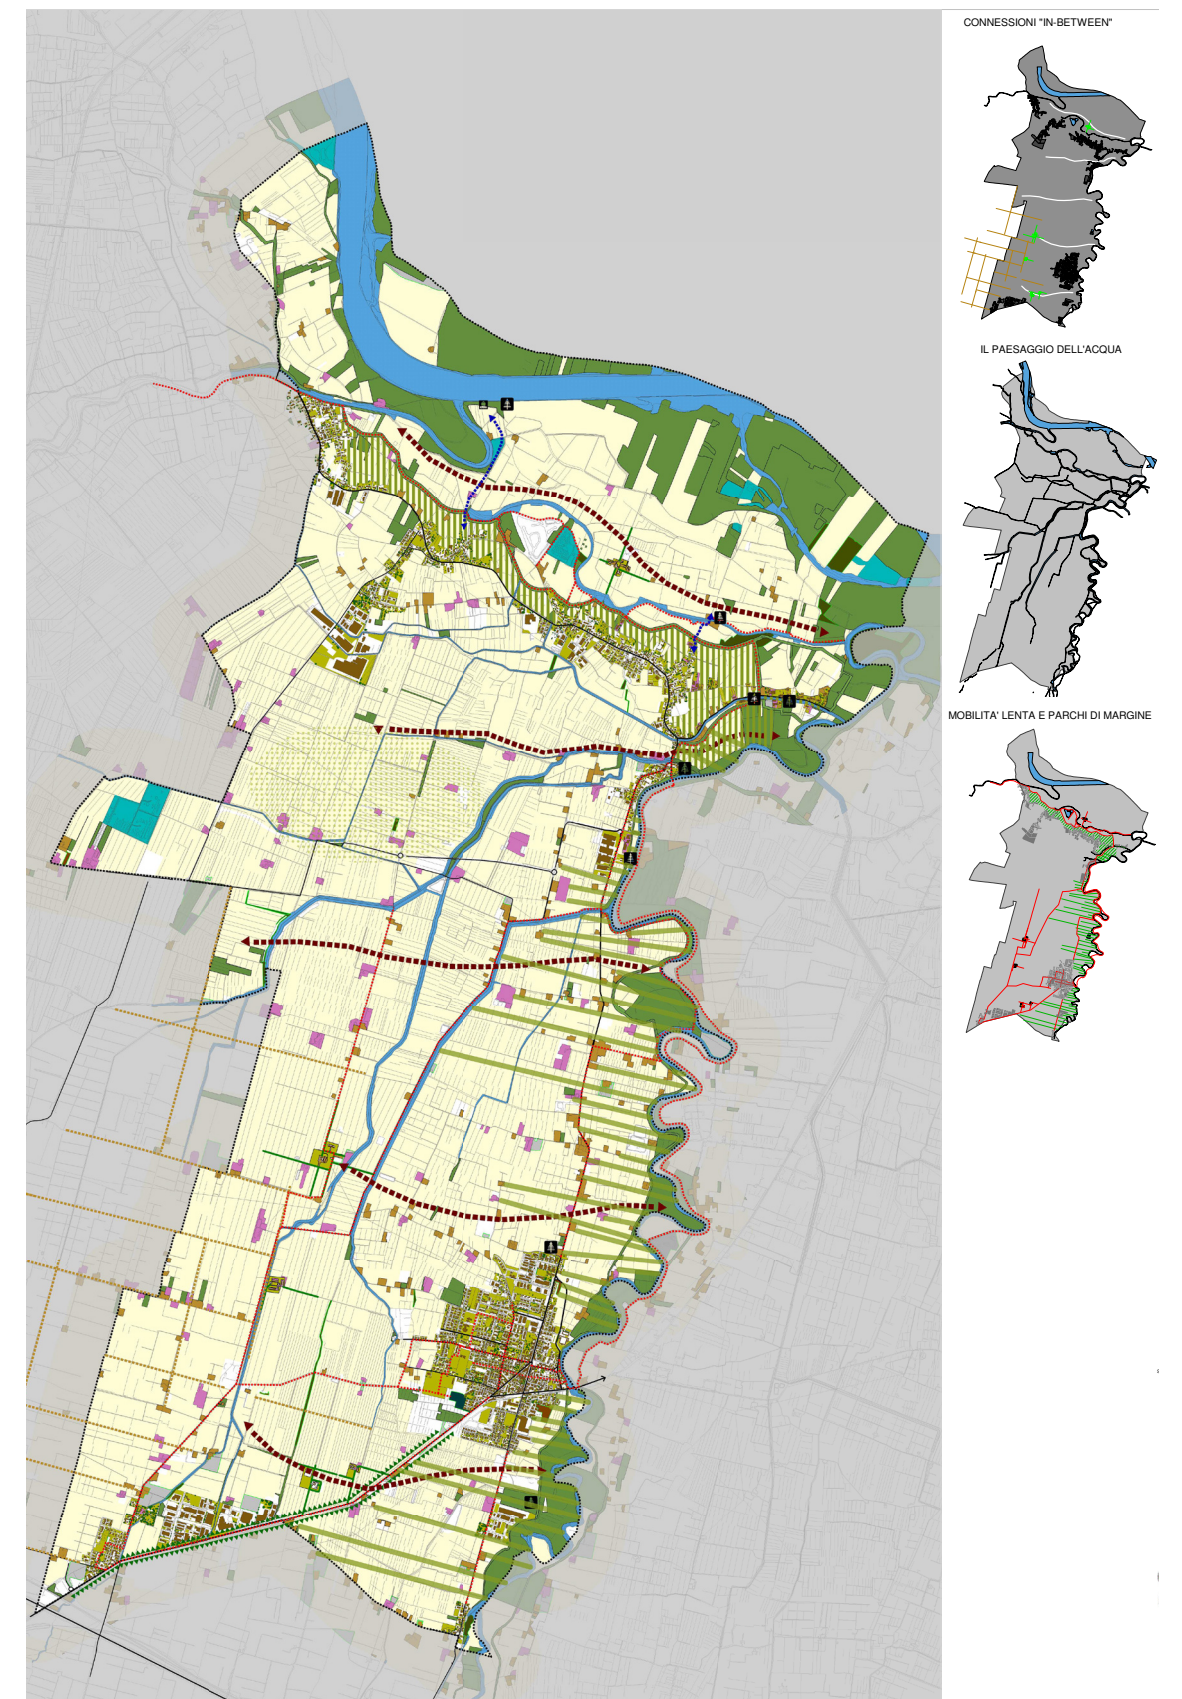 CONNESSIONI "IN-BETWEEN"
IL PAESAGGIO DELL'ACQUA
MOBILITA' LENTA E PARCHI DI MARGINE